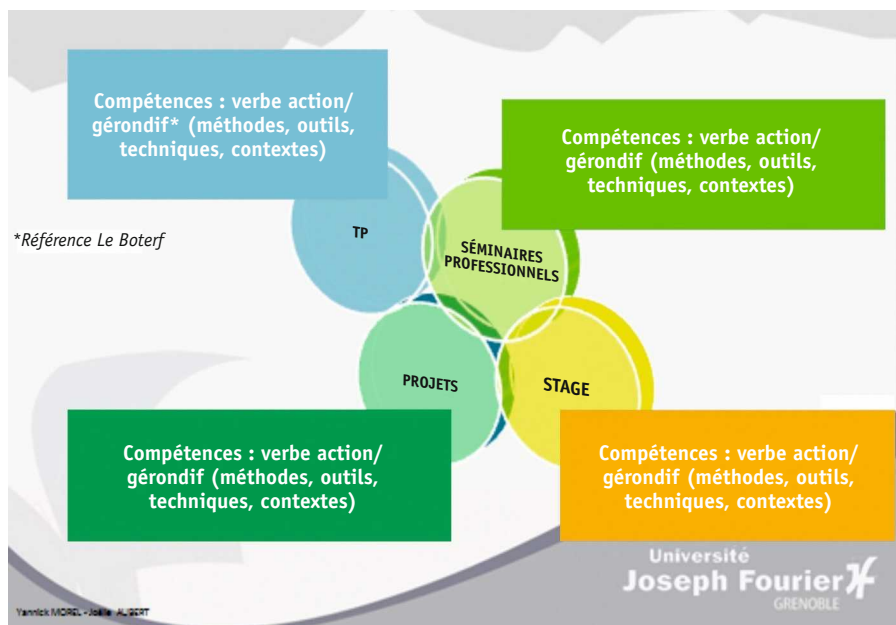 Compétences : verbe action/
gérondif* (méthodes, outils,
techniques, contextes)
Compétences : verbe action/
gérondif (méthodes, outils,
techniques, contextes)
*Référence Le Boterf
TP
SÉMINAIRES
PROFESSIONNELS
PROJETS
STAGE
Compétences : verbe action/
gérondif (méthodes, outils,
techniques, contextes)
Compétences : verbe action/
gérondif (méthodes, outils,
techniques, contextes)
Université
Joseph Fourier
GRENOBLE
Yannick MOREL - Joëlle AUBERT